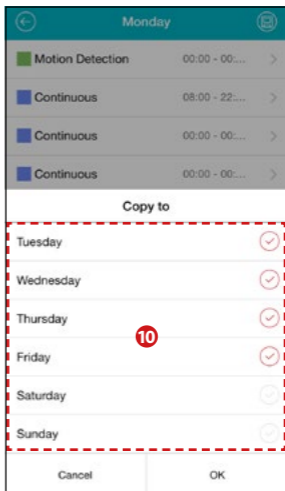 Monday
Motion Detection 00:00 - 00:...
Continuous 08:00 - 22:...
Continuous 00:00 - 00:...
Continuous 00:00 - 00:...
Copy to
Tuesday
Wednesday
Thursday
10
Friday
Saturday
Sunday
Cancel OK